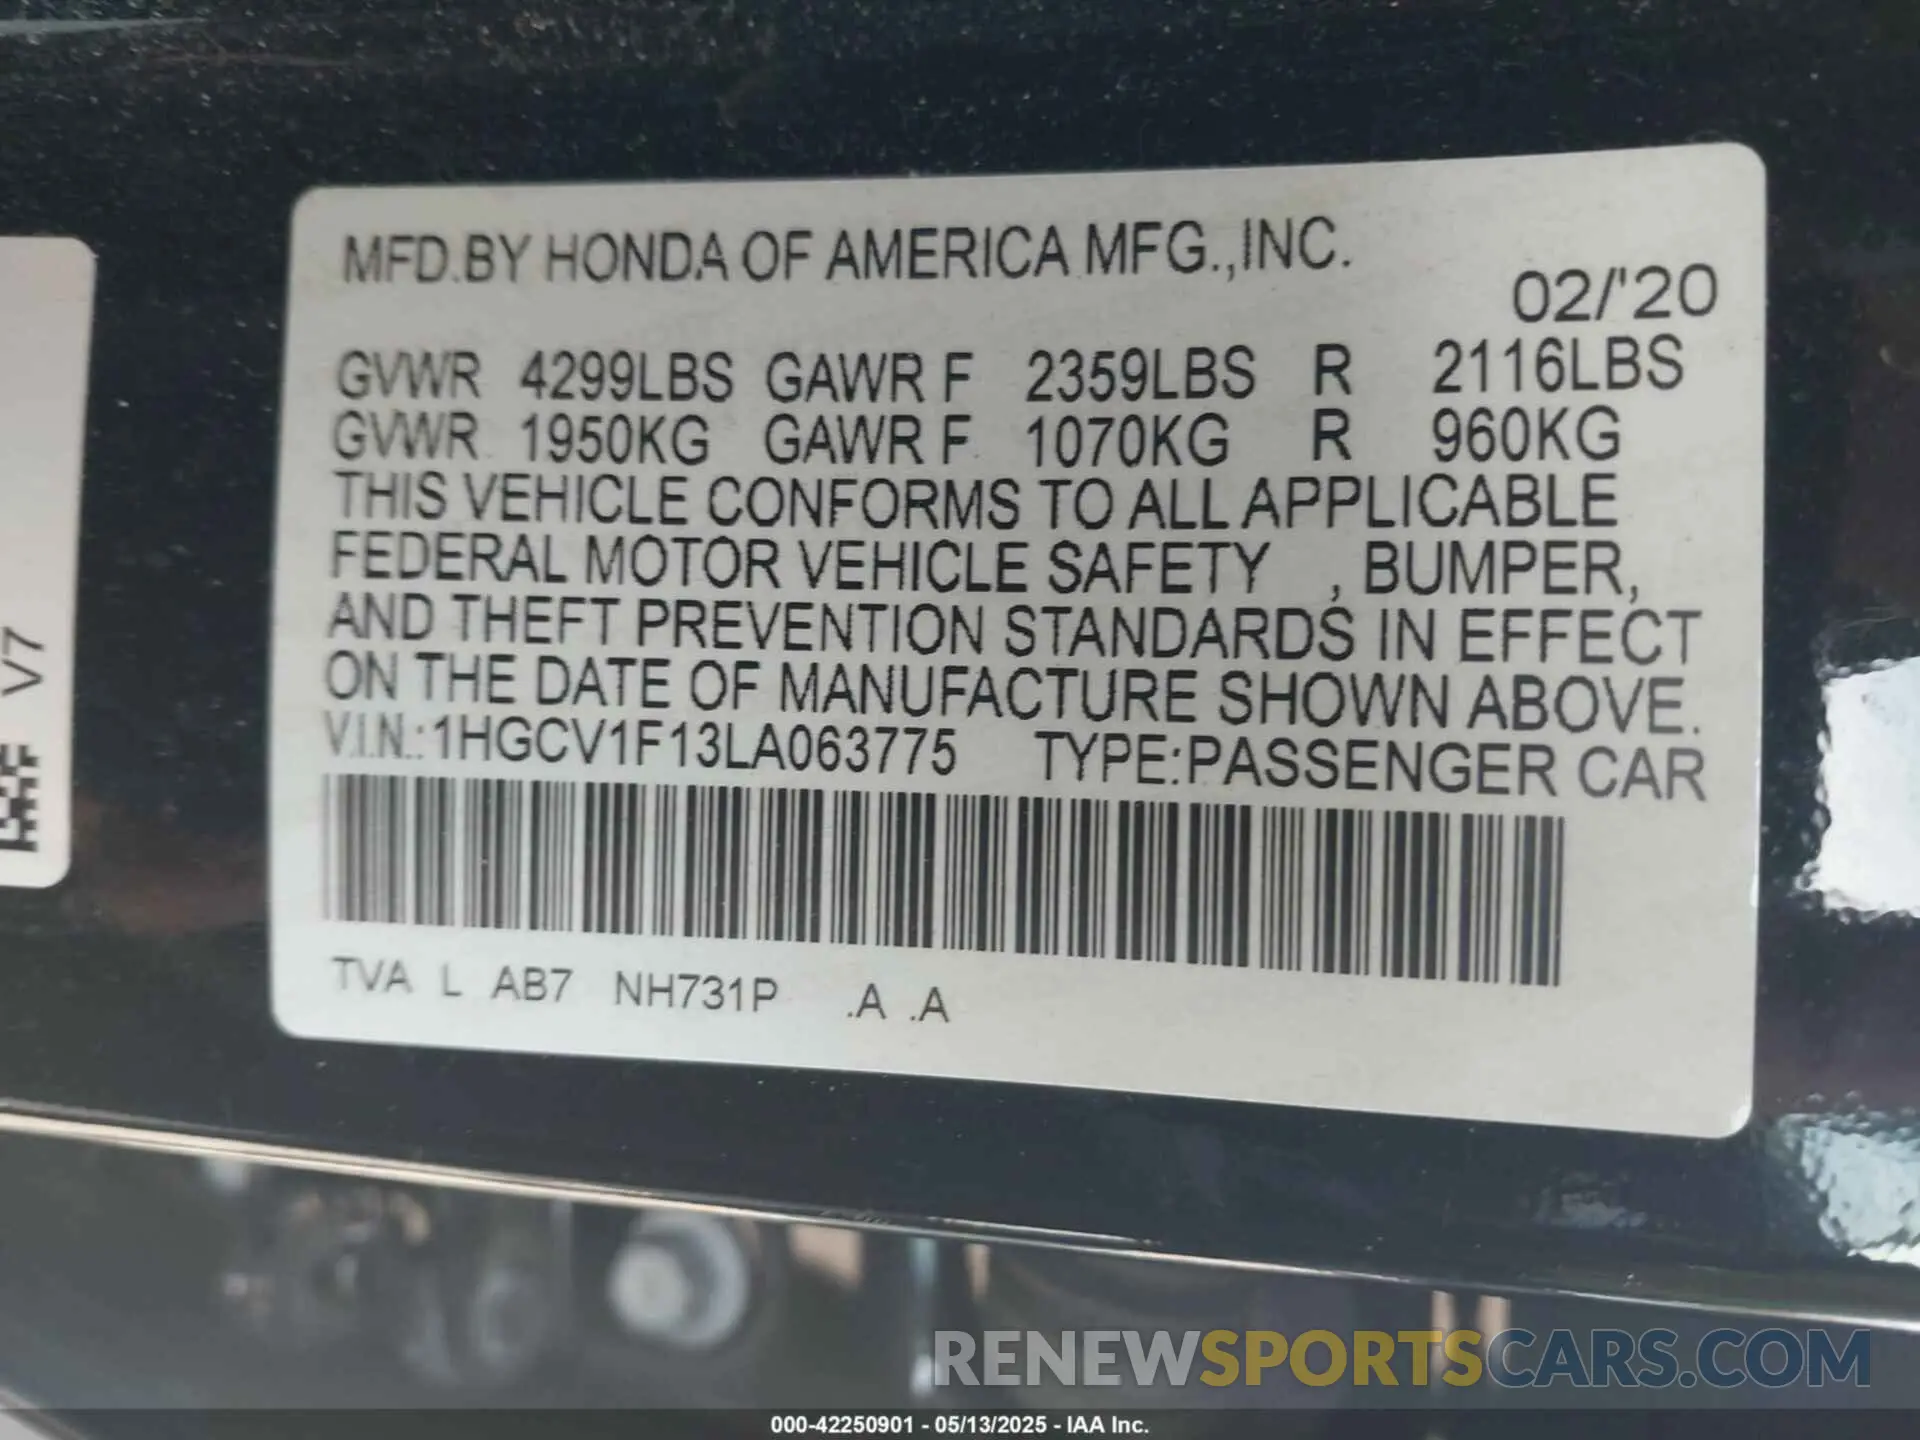 MFD.BY HONDA OF AMERICA MFG.,INC.
02/'20
GVWR 4299LBS GAWR F 2359LBS R 2116LBS
GVWR 1950KG GAWR F 1070KG R 960KG
THIS VEHICLE CONFORMS TO ALL APPLICABLE
FEDERAL MOTOR VEHICLE SAFETY , BUMPER,
AND THEFT PREVENTION STANDARDS IN EFFECT
ON THE DATE OF MANUFACTURE SHOWN ABOVE.
V.I.N.:1HGCV1F13LA063775 TYPE:PASSENGER CAR
TVA L AB7 NH731P .A .A
V7
RENEWSPORTSCARS.COM
000-42250901 - 05/13/2025 - IAA Inc.